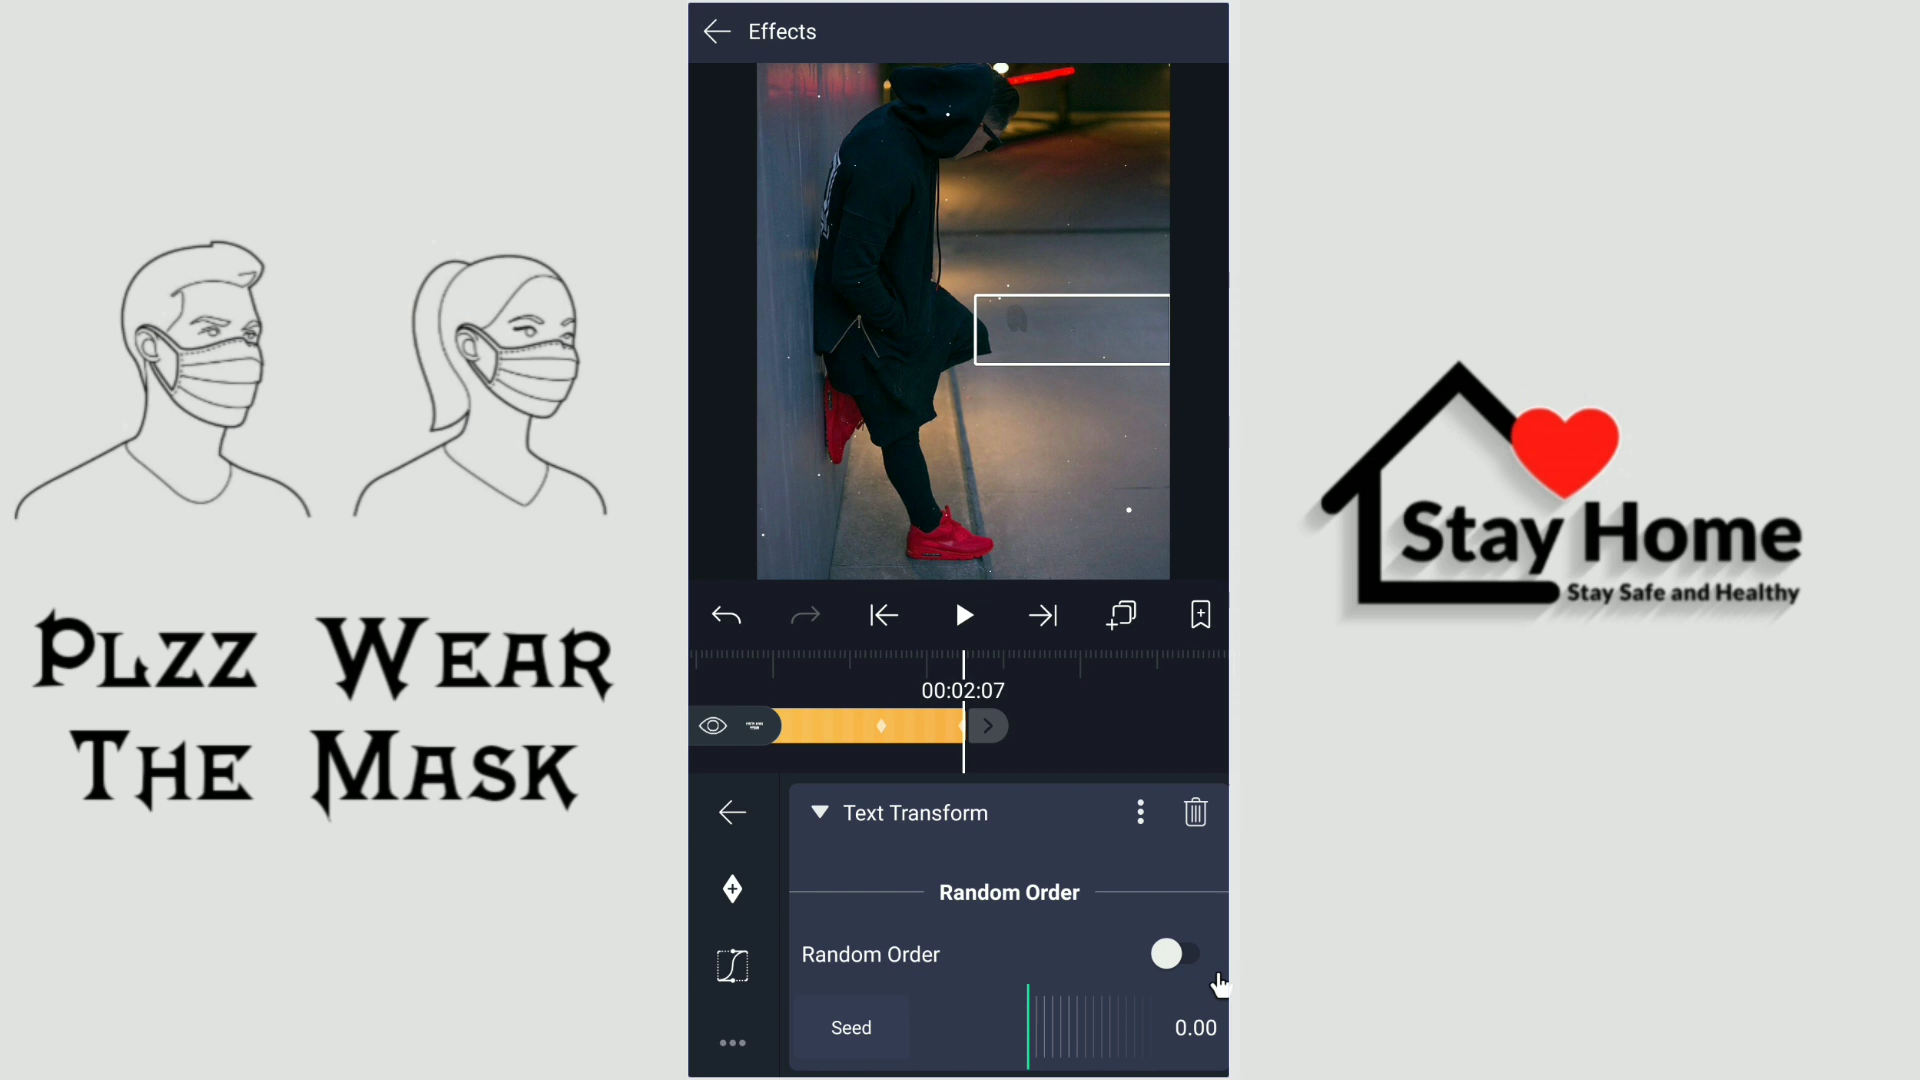 Effects
PLZZ WEAR
THE MASK
Stay Home
Stay Safe and Healthy
00:02:07
Text Transform
Random Order
Random Order
Seed
0.00